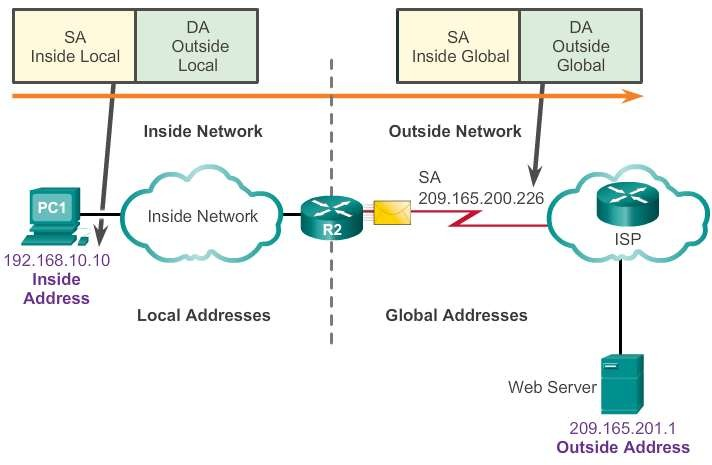 SA
Inside Local
DA
Outside
Local
SA
Inside Global
DA
Outside
Global
Inside Network
Outside Network
PC1
Inside Network
R2
SA
209.165.200.226
ISP
192.168.10.10
Inside
Address
Local Addresses
Global Addresses
Web Server
209.165.201.1
Outside Address